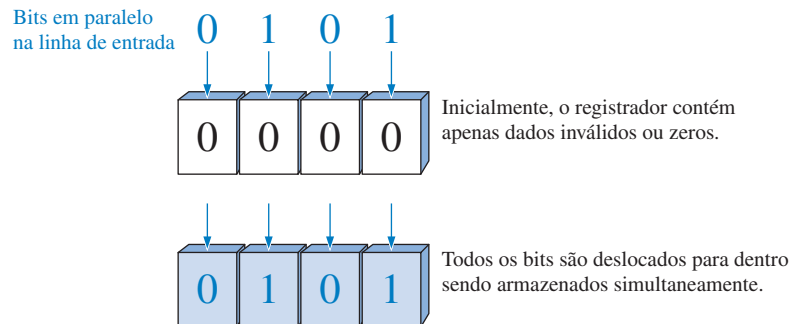 Bits em paralelo
na linha de entrada
0 1 0 1
0 0 0 0
Inicialmente, o registrador contém
apenas dados inválidos ou zeros.
0 1 0 1
Todos os bits são deslocados para dentro
sendo armazenados simultaneamente.